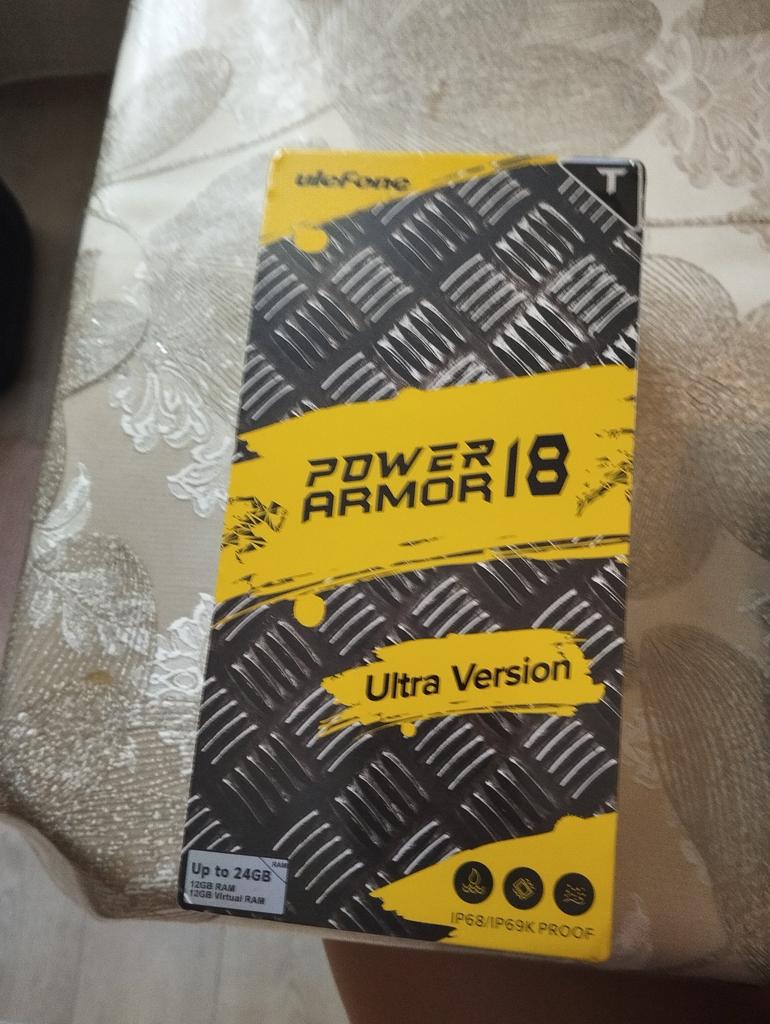 uleFone
T
POWER
ARMOR 18
Ultra Version
RAM
Up to 24GB
12GB RAM
12GB Virtual RAM
IP68/IP69K PROOF